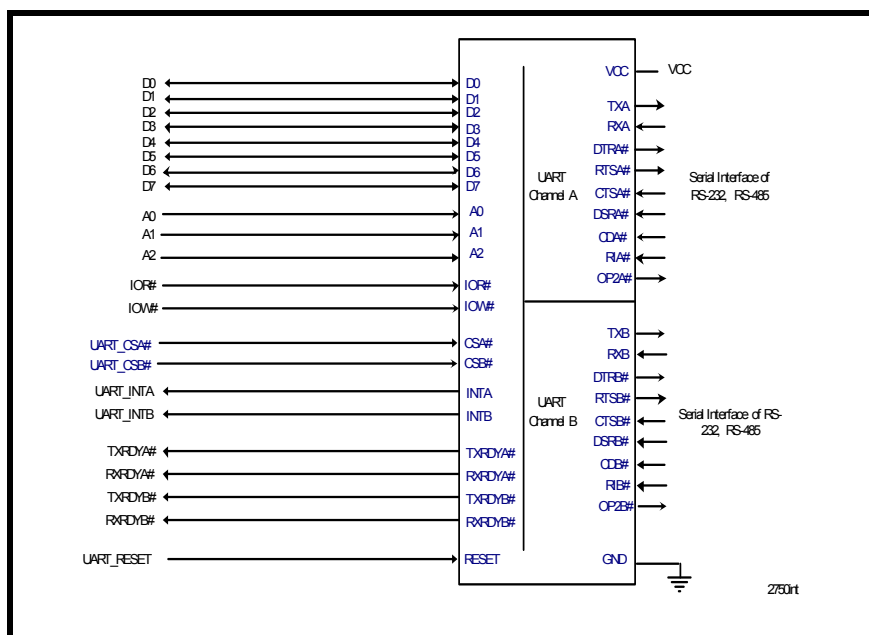 D0
D1
D2
D3
D4
D5
D6
D7
A0
A1
A2
IOR#
IOW#
UART_CSA#
UART_CSB#
UART_INTA
UART_INTB
TXRDYA#
RXRDYA#
TXRDYB#
RXRDYB#
UART_RESET
D0
D1
D2
D3
D4
D5
D6
D7
A0
A1
A2
IOR#
IOW#
CSA#
CSB#
INTA
INTB
TXRDYA#
RXRDYA#
TXRDYB#
RXRDYB#
RESET
UART
Channel A
UART
Channel B
VCC
TXA
RXA
DTRA#
RTSA#
CTSA#
DSRA#
CDA#
RIA#
OP2A#
TXB
RXB
DTRB#
RTSB#
CTSB#
DSRB#
CDB#
RIB#
OP2B#
GND
VCC
Serial Interface of
RS-232, RS-485
Serial Interface of RS-
232, RS-485
2750int